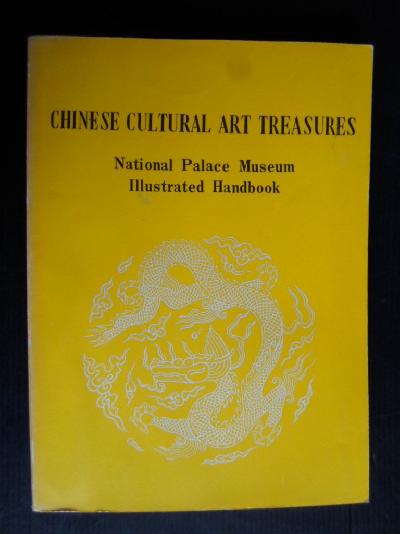 CHINESE CULTURAL ART TREASURES
National Palace Museum
Illustrated Handbook